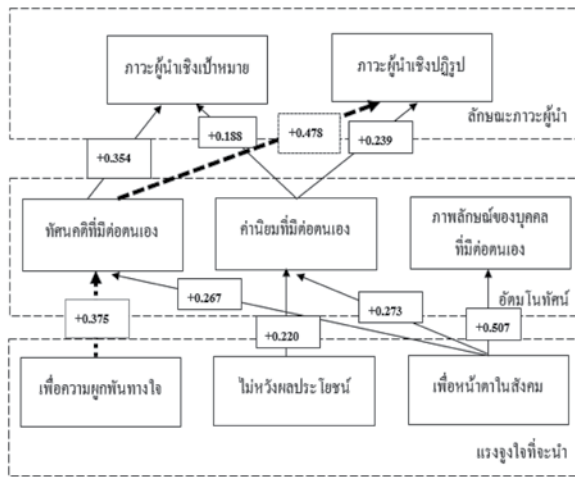 ภาวะผู้นำเชิงเป้าหมาย
ภาวะผู้นำเชิงปฏิรูป
ลักษณะภาวะผู้นำ
+0.188
+0.478
+0.239
+0.354
ทัศนคติที่มีต่อตนเอง
ค่านิยมที่มีต่อตนเอง
ภาพลักษณ์ของบุคคล
ที่มีต่อตนเอง
อัตมโนทัศน์
+0.267
+0.273
+0.375
+0.220
+0.507
เพื่อความผูกพันทางใจ
ไม่หวังผลประโยชน์
เพื่อหน้าตาในสังคม
แรงจูงใจที่จะนำ